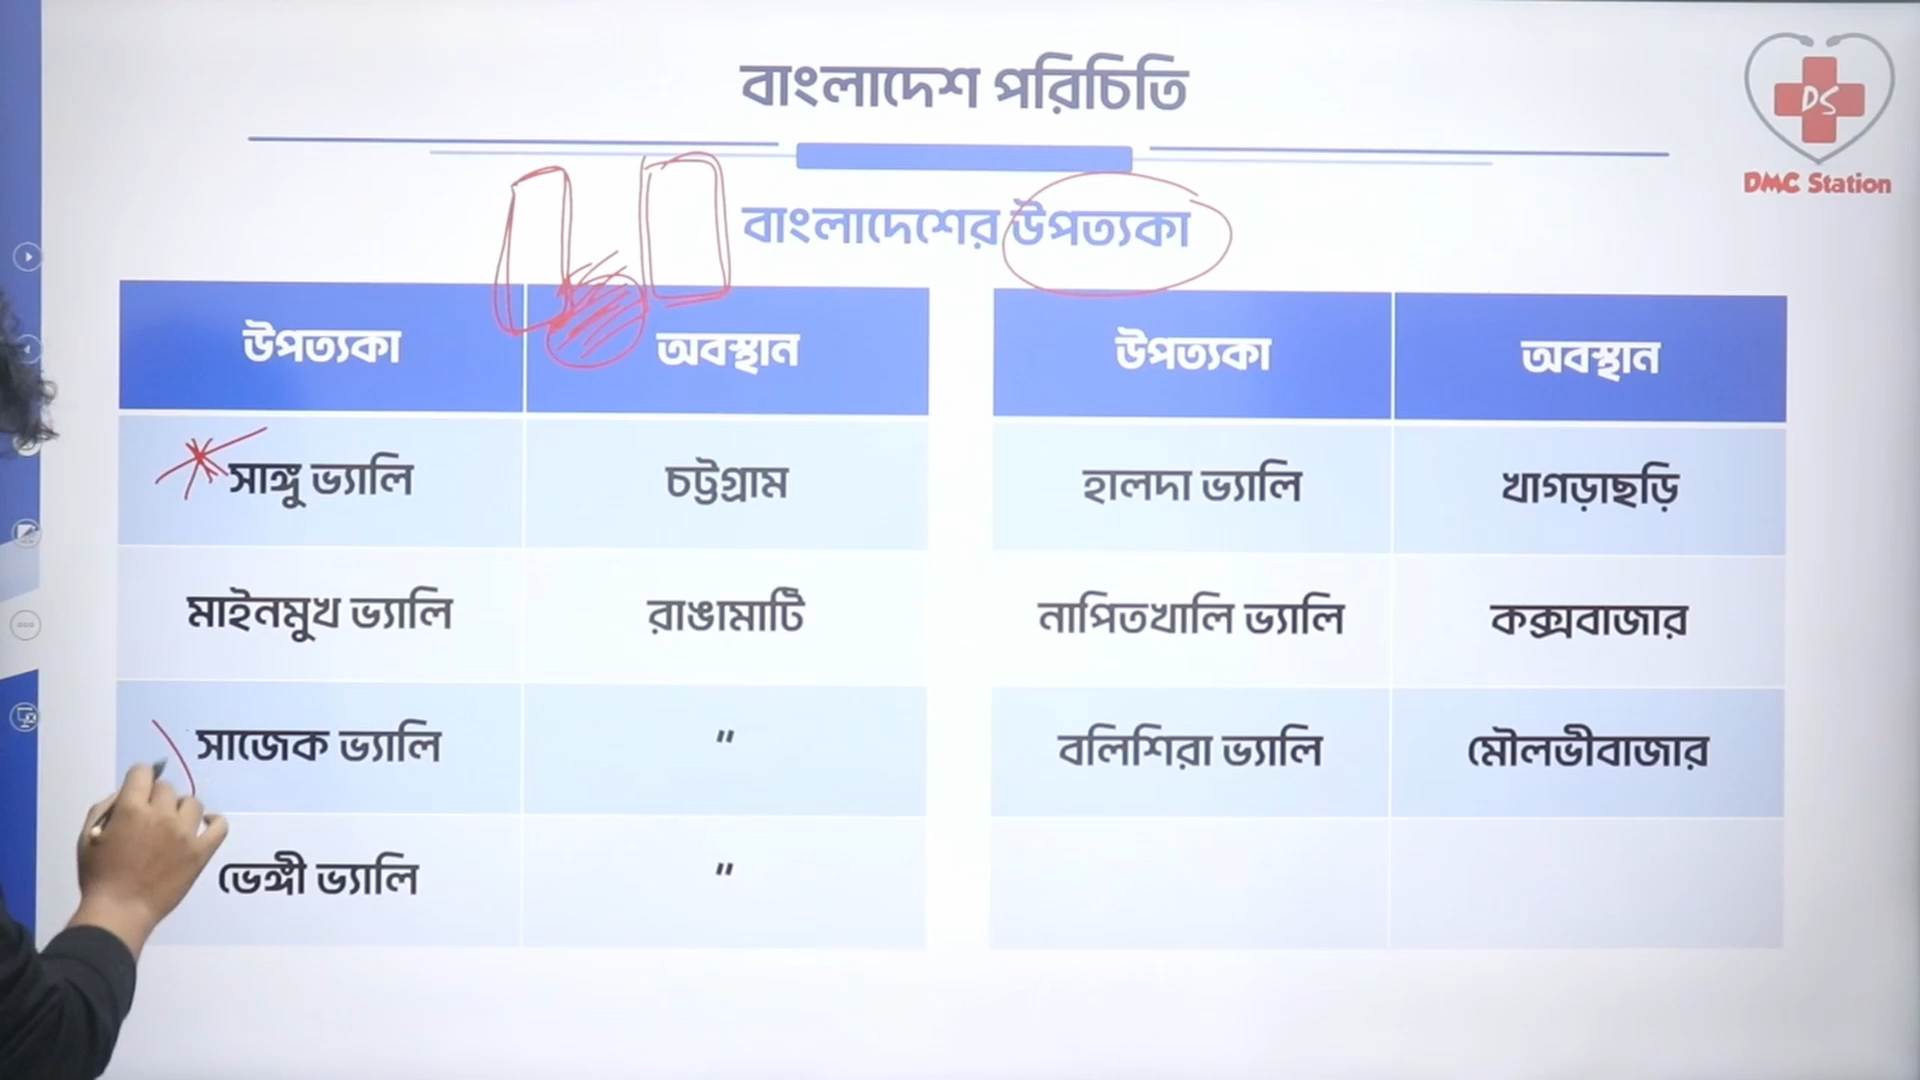 বাংলাদেশ পরিচিতি
DS
DMC Station
বাংলাদেশের উপত্যকা
উপত্যকা অবস্থান উপত্যকা অবস্থান
সাঙ্গু ভ্যালি চট্টগ্রাম হালদা ভ্যালি খাগড়াছড়ি
মাইনমুখ ভ্যালি রাঙামাটি নাপিতখালি ভ্যালি কক্সবাজার
সাজেক ভ্যালি " বলিশিরা ভ্যালি মৌলভীবাজার
ভেঙ্গী ভ্যালি "